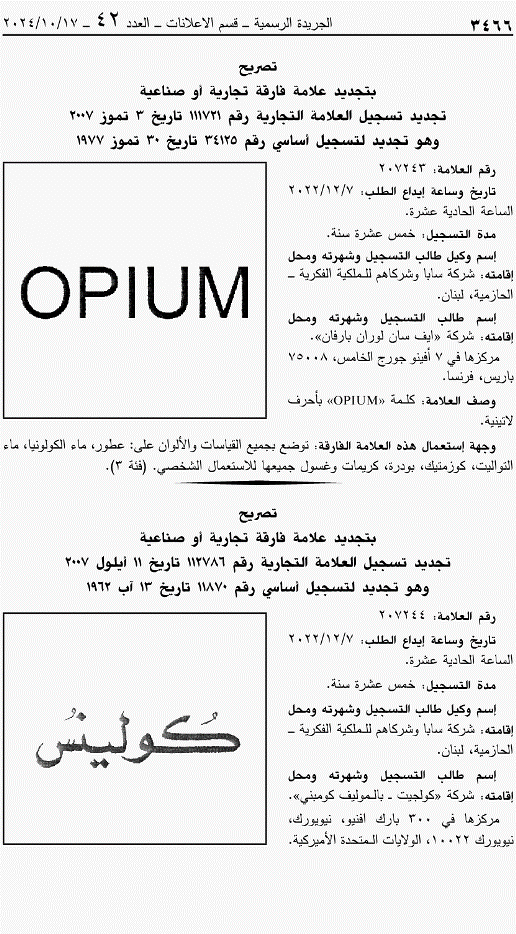 ٣٤٦٦
الجريدة الرسمية ــ قسم الاعلانات ــ العدد ٤٢ ــ ٢٠٢٤/١٠/١٧
تصريح
بتجديد علامة فارقة تجارية أو صناعية
تجديد تسجيل العلامة التجارية رقم ١١١٧٢١ تاريخ ٣ تموز ٢٠٠٧
وهو تجديد لتسجيل أساسي رقم ٣٤١٢٥ تاريخ ٣٠ تموز ١٩٧٧
رقم العلامة: ٢٠٧٢٤٣
تاريخ وساعة إيداع الطلب: ٢٠٢٢/١٢/٧
الساعة الحادية عشرة.
مدة التسجيل: خمس عشرة سنة.
إسم وكيل طالب التسجيل وشهرته ومحل
إقامته: شركة سابا وشركاهم للملكية الفكرية ــ
الحازمية، لبنان.
إسم طالب التسجيل وشهرته ومحل
إقامته: شركة «ايف سان لوران بارفان».
مركزها في ٧ أفينو جورج الخامس، ٧٥٠٠٨
باريس، فرنسا.
وصف العلامة: كلمة «OPIUM» بأحرف
لاتينية.
OPIUM
وجهة إستعمال هذه العلامة الفارقة: توضع بجميع القياسات والألوان على: عطور، ماء الكولونيا، ماء
التواليت، كوزمتيك، بودرة، كريمات وغسول جميعها للاستعمال الشخصي. (فئة ٣).
تصريح
بتجديد علامة فارقة تجارية أو صناعية
تجديد تسجيل العلامة التجارية رقم ١١٢٧٨٦ تاريخ ١١ أيلول ٢٠٠٧
وهو تجديد لتسجيل أساسي رقم ١١٨٧٠ تاريخ ١٣ آب ١٩٦٢
رقم العلامة: ٢٠٧٢٤٤
تاريخ وساعة إيداع الطلب: ٢٠٢٢/١٢/٧
الساعة الحادية عشرة.
مدة التسجيل: خمس عشرة سنة.
إسم وكيل طالب التسجيل وشهرته ومحل
إقامته: شركة سابا وشركاهم للملكية الفكرية ــ
الحازمية، لبنان.
إسم طالب التسجيل وشهرته ومحل
إقامته: شركة «كولجيت ـ بالموليف كومبني».
مركزها في ٣٠٠ بارك افنيو، نيويورك،
نيويورك ١٠٠٢٢، الولايات المتحدة الأميركية.
كُولينُس